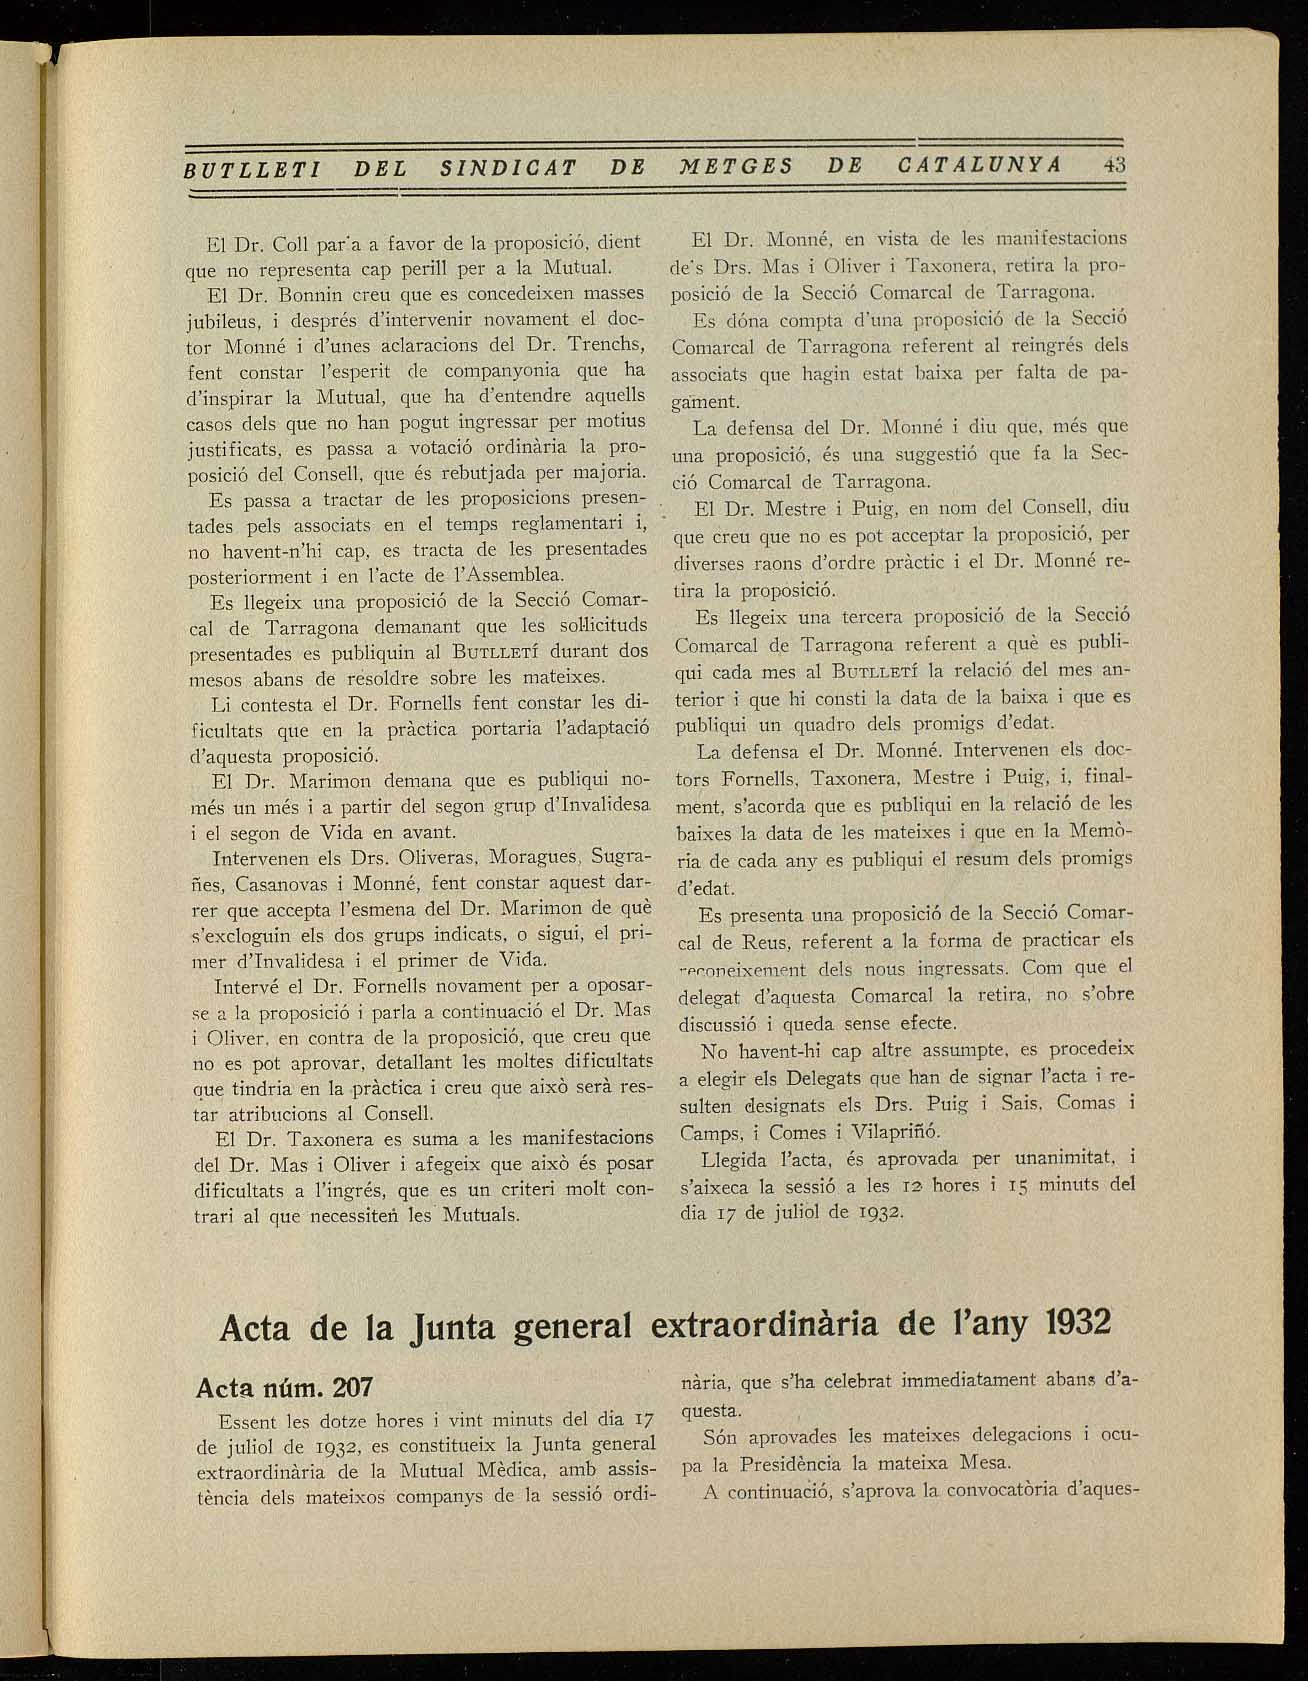 BUTLLETI DEL SINDICAT DE METGES DE CATALUNYA 43
El Dr. Coll par'a a favor de la proposició, dient
que no representa cap perill per a la Mutual.
El Dr. Bonnin creu que es concedeixen masses
jubileus, i després d'intervenir novament el doc-
tor Monné i d'unes aclaracions del Dr. Trenchs,
fent constar l'esperit de companyonia que ha
d'inspirar la Mutual, que ha d'entendre aquells
casos dels que no han pogut ingressar per motius
justificats, es passa a votació ordinària la pro-
posició del Consell, que és rebutjada per majoria.
Es passa a tractar de les proposicions presen-
tades pels associats en el temps reglamentari i,
no havent-n'hi cap, es tracta de les presentades
posteriorment i en l'acte de l'Assemblea.
Es llegeix una proposició de la Secció Comar-
cal de Tarragona demanant que les sol·licituds
presentades es publiquin al BUTLLETÍ durant dos
mesos abans de resoldre sobre les mateixes.
Li contesta el Dr. Fornells fent constar les di-
ficultats que en la pràctica portaria l'adaptació
d'aquesta proposició.
El Dr. Marimon demana que es publiqui no-
més un més i a partir del segon grup d'Invalidesa
i el segon de Vida en avant.
Intervenen els Drs. Oliveras, Moragues, Sugra-
ñes, Casanovas i Monné, fent constar aquest dar-
rer que accepta l'esmena del Dr. Marimon de què
s'excloguin els dos grups indicats, o sigui, el pri-
mer d'Invalidesa i el primer de Vida.
Intervé el Dr. Fornells novament per a oposar-
se a la proposició i parla a continuació el Dr. Mas
i Oliver, en contra de la proposició, que creu que
no es pot aprovar, detallant les moltes dificultats
que tindria en la pràctica i creu que això serà res-
tar atribucions al Consell.
El Dr. Taxonera es suma a les manifestacions
del Dr. Mas i Oliver i afegeix que això és posar
dificultats a l'ingrés, que es un criteri molt con-
trari al que necessiten les Mutuals.
El Dr. Monné, en vista de les manifestacions
de's Drs. Mas i Oliver i Taxonera, retira la pro-
posició de la Secció Comarcal de Tarragona.
Es dóna compta d'una proposició de la Secció
Comarcal de Tarragona referent al reingrés dels
associats que hagin estat baixa per falta de pa-
gament.
La defensa del Dr. Monné i diu que, més que
una proposició, és una suggestió que fa la Sec-
ció Comarcal de Tarragona.
El Dr. Mestre i Puig, en nom del Consell, diu
que creu que no es pot acceptar la proposició, per
diverses raons d'ordre pràctic i el Dr. Monné re-
tira la proposició.
Es llegeix una tercera proposició de la Secció
Comarcal de Tarragona referent a què es publi-
qui cada mes al BUTLLETÍ la relació del mes an-
terior i que hi consti la data de la baixa i que es
publiqui un quadro dels promigs d'edat.
La defensa el Dr. Monné. Intervenen els doc-
tors Fornells, Taxonera, Mestre i Puig, i, final-
ment, s'acorda que es publiqui en la relació de les
baixes la data de les mateixes i que en la Memò-
ria de cada any es publiqui el resum dels promigs
d'edat.
Es presenta una proposició de la Secció Comar-
cal de Reus, referent a la forma de practicar els
reconeixement dels nous ingressats. Com que el
delegat d'aquesta Comarcal la retira, no s'obre
discussió i queda sense efecte.
No havent-hi cap altre assumpte, es procedeix
a elegir els Delegats que han de signar l'acta i re-
sulten designats els Drs. Puig i Sais, Comas i
Camps, i Comes i Vilapriñó.
Llegida l'acta, és aprovada per unanimitat, i
s'aixeca la sessió a les 12 hores i 15 minuts del
dia 17 de juliol de 1932.
Acta de la Junta general extraordinària de l'any 1932
Acta núm. 207
Essent les dotze hores i vint minuts del dia 17
de juliol de 1932, es constitueix la Junta general
extraordinària de la Mutual Mèdica, amb assis-
tència dels mateixos companys de la sessió ordi-
nària, que s'ha celebrat immediatament abans d'a-
questa.
Són aprovades les mateixes delegacions i ocu-
pa la Presidència la mateixa Mesa.
A continuació, s'aprova la convocatòria d'aques-